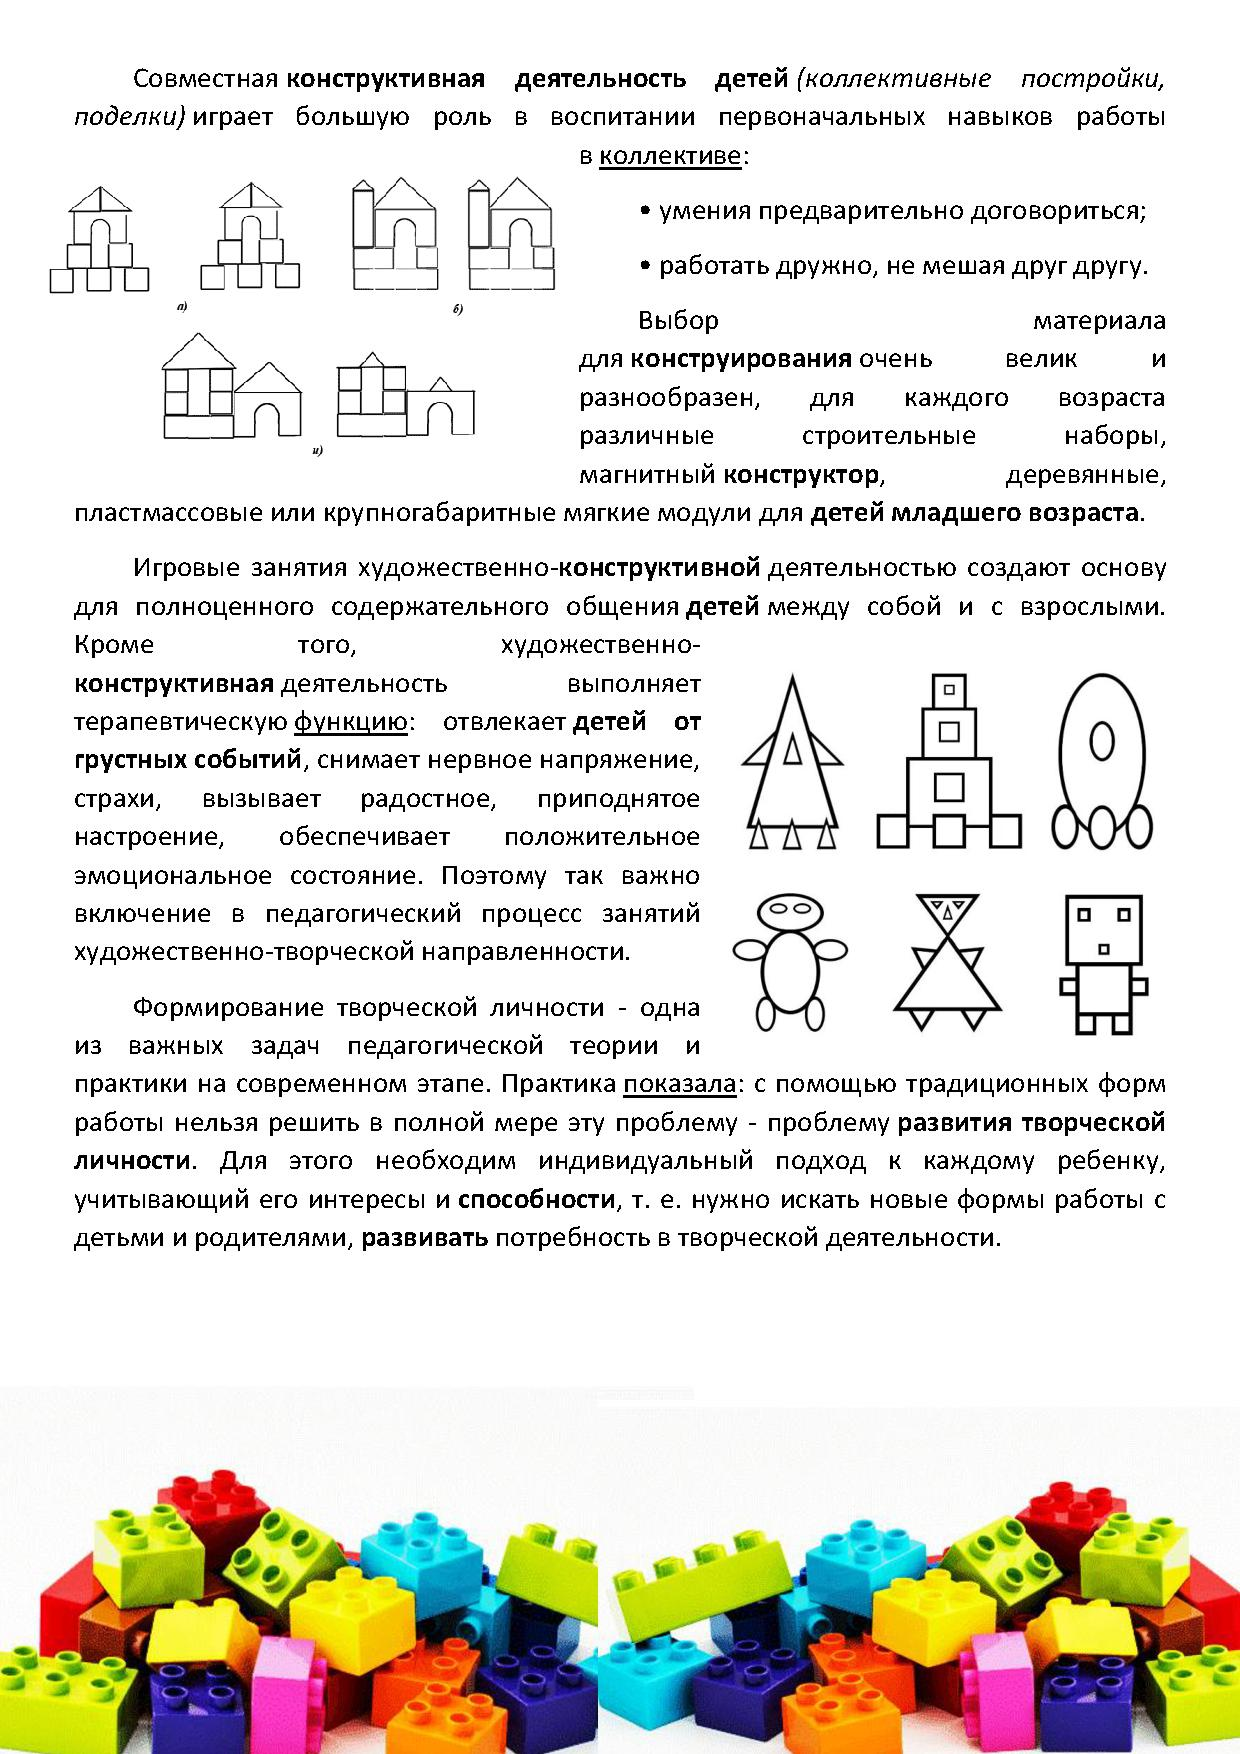 Совместная конструктивная деятельность детей (коллективные постройки,
поделки) играет большую роль в воспитании первоначальных навыков работы
в коллективе:
• умения предварительно договориться;
• работать дружно, не мешая друг другу.
а)
б)
и)
Выбор материала
для конструирования очень велик и
разнообразен, для каждого возраста
различные строительные наборы,
магнитный конструктор, деревянные,
пластмассовые или крупногабаритные мягкие модули для детей младшего возраста.
Игровые занятия художественно-конструктивной деятельностью создают основу
для полноценного содержательного общения детей между собой и с взрослыми.
Кроме того, художественно-
конструктивная деятельность выполняет
терапевтическую функцию: отвлекает детей от
грустных событий, снимает нервное напряжение,
страхи, вызывает радостное, приподнятое
настроение, обеспечивает положительное
эмоциональное состояние. Поэтому так важно
включение в педагогический процесс занятий
художественно-творческой направленности.
Формирование творческой личности - одна
из важных задач педагогической теории и
практики на современном этапе. Практика показала: с помощью традиционных форм
работы нельзя решить в полной мере эту проблему - проблему развития творческой
личности. Для этого необходим индивидуальный подход к каждому ребенку,
учитывающий его интересы и способности, т. е. нужно искать новые формы работы с
детьми и родителями, развивать потребность в творческой деятельности.